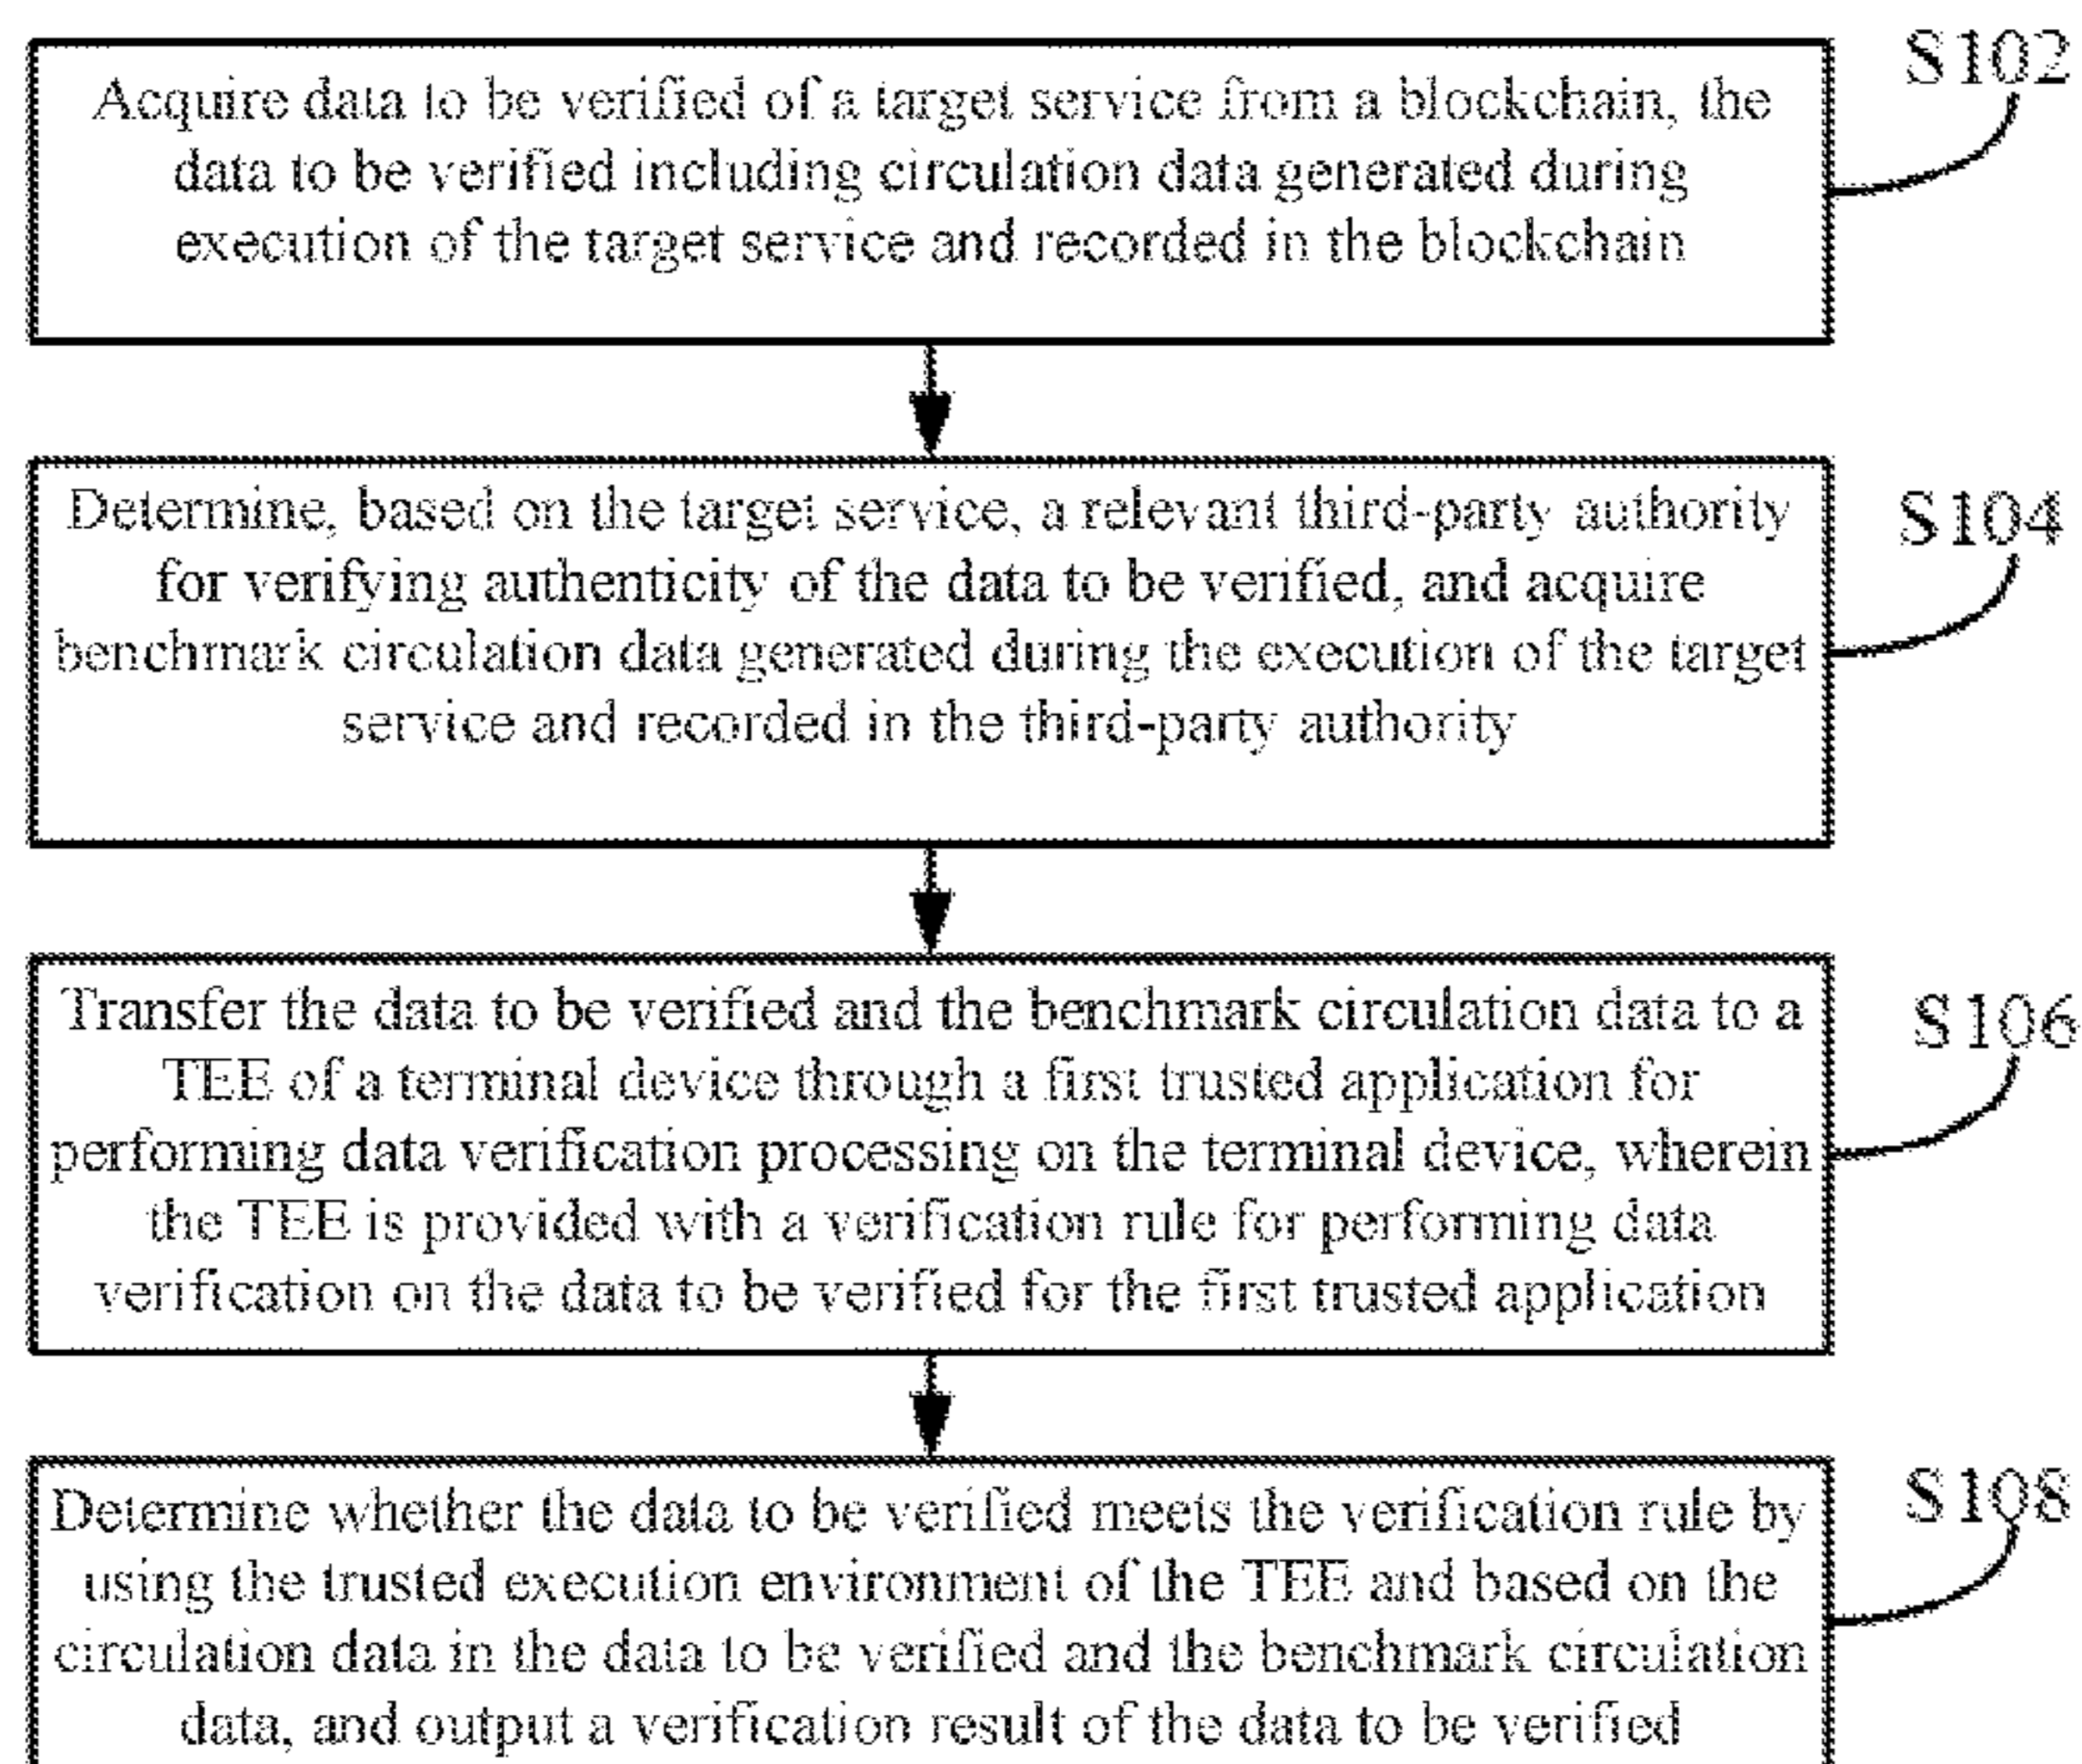 S102
Acquire data to be verified of a target service from a blockchain, the
data to be verified including circulation data generated during
execution of the target service and recorded in the blockchain
S104
Determine, based on the target service, a relevant third-party authority
for verifying authenticity of the data to be verified, and acquire
benchmark circulation data generated during the execution of the target
service and recorded in the third-party authority
S106
Transfer the data to be verified and the benchmark circulation data to a
TEE of a terminal device through a first trusted application for
performing data verification processing on the terminal device, wherein
the TEE is provided with a verification rule for performing data
verification on the data to be verified for the first trusted application
S108
Determine whether the data to be verified meets the verification rule by
using the trusted execution environment of the TEE and based on the
circulation data in the data to be verified and the benchmark circulation
data, and output a verification result of the data to be verified